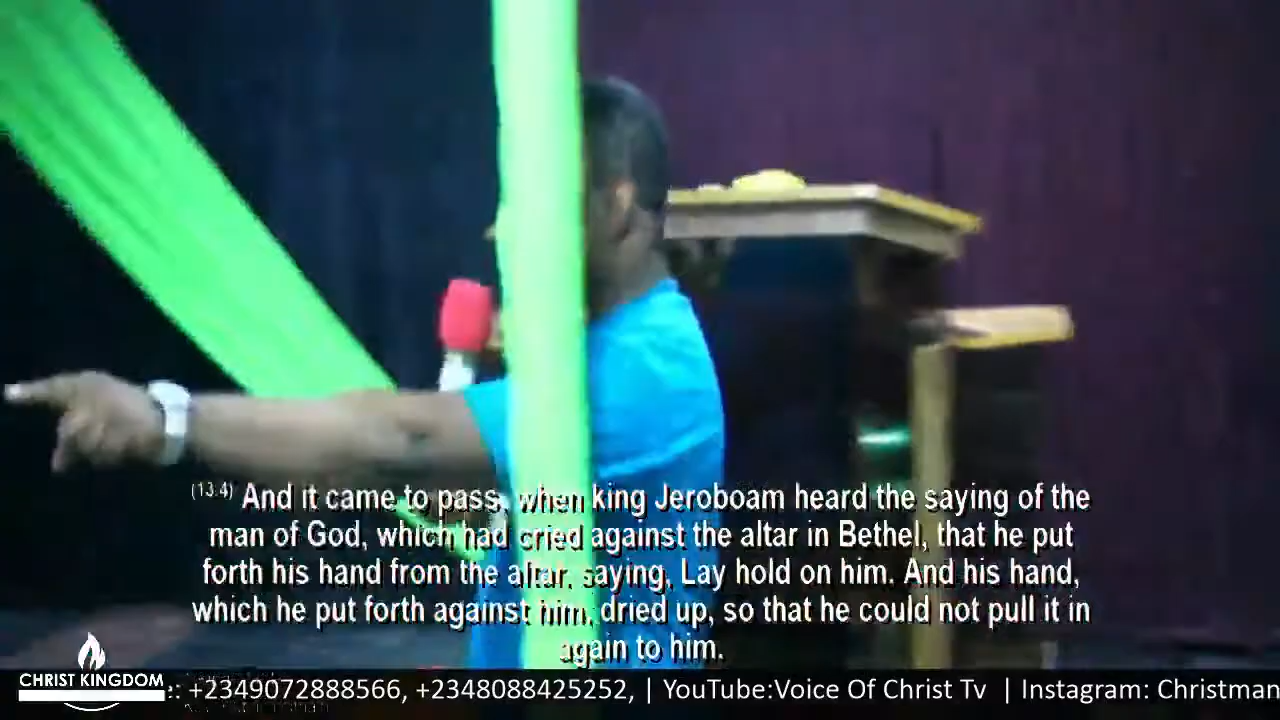 (13:4) And it came to pass, when king Jeroboam heard the saying of the
man of God, which had cried against the altar in Bethel, that he put
forth his hand from the altar, saying, Lay hold on him. And his hand,
which he put forth against him, dried up, so that he could not pull it in
again to him.
CHRIST KINGDOM
e: +2349072888566, +2348088425252, | YouTube:Voice Of Christ Tv | Instagram: Christman